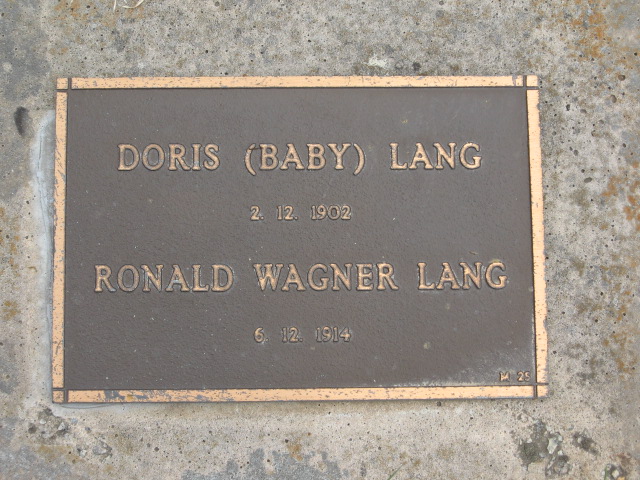 DORIS (BABY) LANG
2. 12. 1902
RONALD WAGNER LANG
6. 12. 1914
M 25